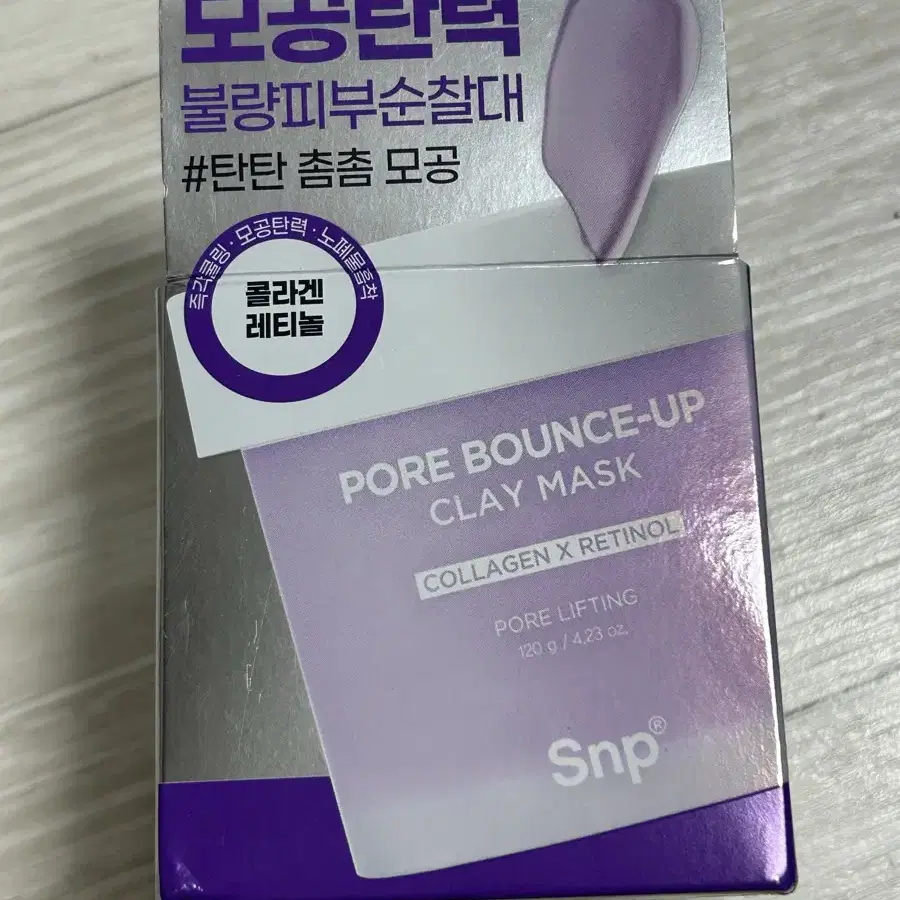 모공탄력
불량피부순찰대
#탄탄 촘촘 모공
즉각쿨링 · 모공탄력 · 노폐물흡착
콜라겐
레티놀
PORE BOUNCE-UP
CLAY MASK
COLLAGEN X RETINOL
PORE LIFTING
120 g / 4,23 oz.
Snp®